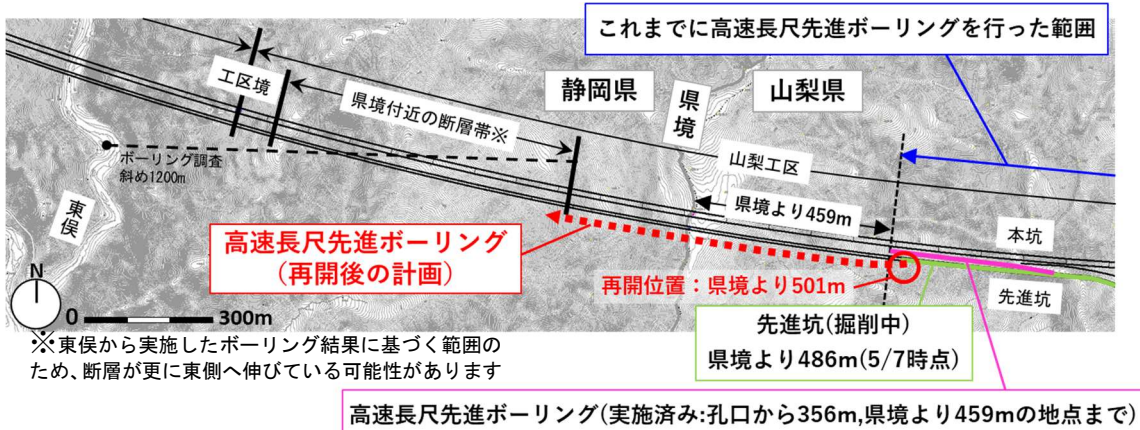 これまでに高速長尺先進ボーリングを行った範囲
工区境
県境付近の断層帯※
静岡県
県境
山梨県
ボーリング調査
斜め1200m
山梨工区
県境より459m
東俣
高速長尺先進ボーリング
(再開後の計画)
再開位置：県境より501m
本坑
先進坑
N
0
300m
先進坑(掘削中)
県境より486m(5/7時点)
※東俣から実施したボーリング結果に基づく範囲の
ため、断層が更に東側へ伸びている可能性があります
高速長尺先進ボーリング(実施済み:孔口から356m,県境より459mの地点まで)